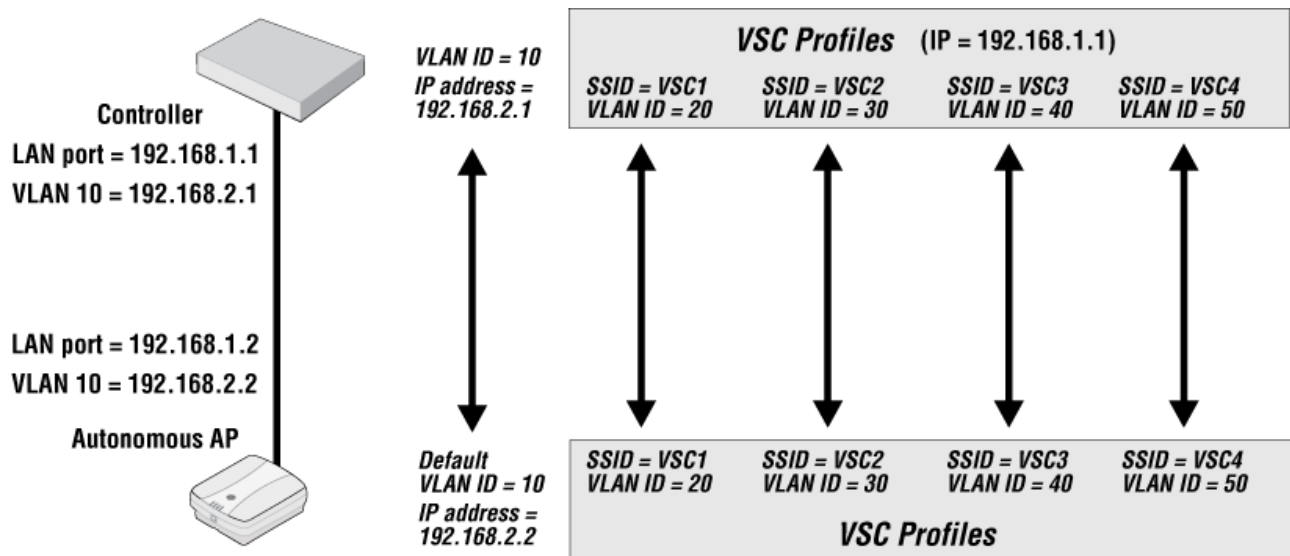 Controller
LAN port = 192.168.1.1
VLAN 10 = 192.168.2.1
LAN port = 192.168.1.2
VLAN 10 = 192.168.2.2
Autonomous AP
VLAN ID = 10
IP address =
192.168.2.1
Default
VLAN ID = 10
IP address =
192.168.2.2
VSC Profiles (IP = 192.168.1.1)
SSID = VSC1
VLAN ID = 20
SSID = VSC2
VLAN ID = 30
SSID = VSC3
VLAN ID = 40
SSID = VSC4
VLAN ID = 50
SSID = VSC1
VLAN ID = 20
SSID = VSC2
VLAN ID = 30
SSID = VSC3
VLAN ID = 40
SSID = VSC4
VLAN ID = 50
VSC Profiles